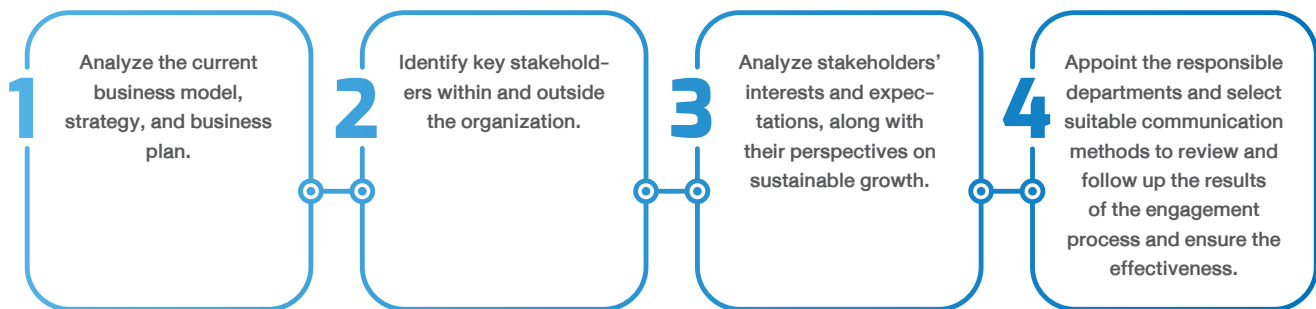 1
Analyze the current
business model,
strategy, and business
plan.
2
Identify key stakehold-
ers within and outside
the organization.
3
Analyze stakeholders’
interests and expec-
tations, along with
their perspectives on
sustainable growth.
4
Appoint the responsible
departments and select
suitable communication
methods to review and
follow up the results
of the engagement
process and ensure the
effectiveness.